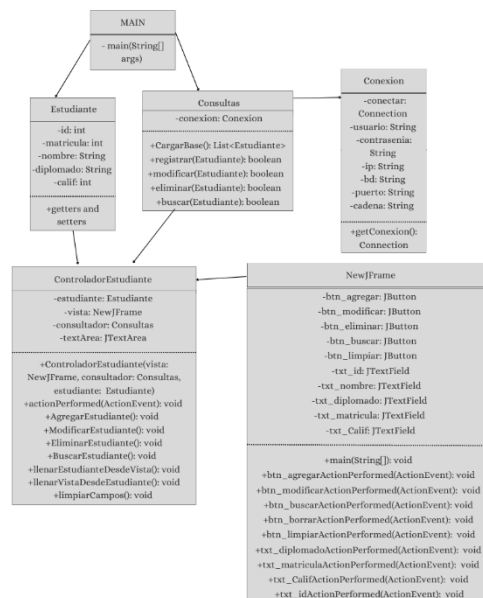 MAIN
- main(String[]
args)
Estudiante
-id: int
-matricula: int
-nombre: String
-diplomado: String
-calif: int
+getters and
setters
Consultas
-conexion: Conexion
+CargarBase(): List<Estudiante>
+registrar(Estudiante): boolean
+modificar(Estudiante): boolean
+eliminar(Estudiante): boolean
+buscar(Estudiante): boolean
Conexion
-conectar:
Connection
-usuario: String
-contrasenia:
String
-ip: String
-bd: String
-puerto: String
-cadena: String
+getConexion():
Connection
ControladorEstudiante
-estudiante: Estudiante
-vista: NewJFrame
-consultador: Consultas
-textArea: JTextArea
+ControladorEstudiante(vista:
NewJFrame, consultador: Consultas,
estudiante: Estudiante)
+actionPerformed(ActionEvent): void
+AgregarEstudiante(): void
+ModificarEstudiante(): void
+EliminarEstudiante(): void
+BuscarEstudiante(): void
+llenarEstudianteDesdeVista(): void
+llenarVistaDesdeEstudiante(): void
+limpiarCampos(): void
NewJFrame
-btn_agregar: JButton
-btn_modificar: JButton
-btn_eliminar: JButton
-btn_buscar: JButton
-btn_limpiar: JButton
-txt_id: JTextField
-txt_nombre: JTextField
-txt_diplomado: JTextField
-txt_matricula: JTextField
-txt_Calif: JTextField
+main(String[]): void
+btn_agregarActionPerformed(ActionEvent): void
+btn_modificarActionPerformed(ActionEvent): void
+btn_buscarActionPerformed(ActionEvent): void
+btn_borrarActionPerformed(ActionEvent): void
+btn_limpiarActionPerformed(ActionEvent): void
+txt_diplomadoActionPerformed(ActionEvent): void
+txt_matriculaActionPerformed(ActionEvent): void
+txt_CalifActionPerformed(ActionEvent): void
+txt_idActionPerformed(ActionEvent): void